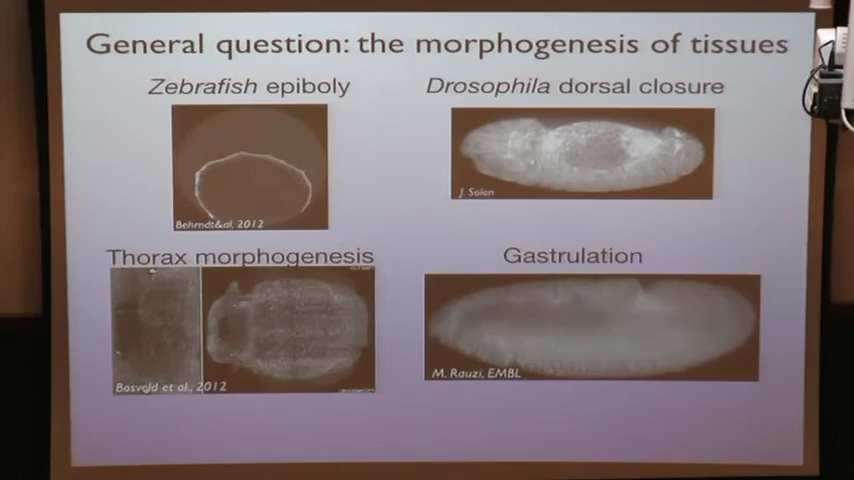 General question: the morphogenesis of tissues
Zebrafish epiboly
Drosophila dorsal closure
J. Solon
Behrndt&al, 2012
Thorax morphogenesis
Gastrulation
Bosveld et al., 2012
M. Rauzi, EMBL